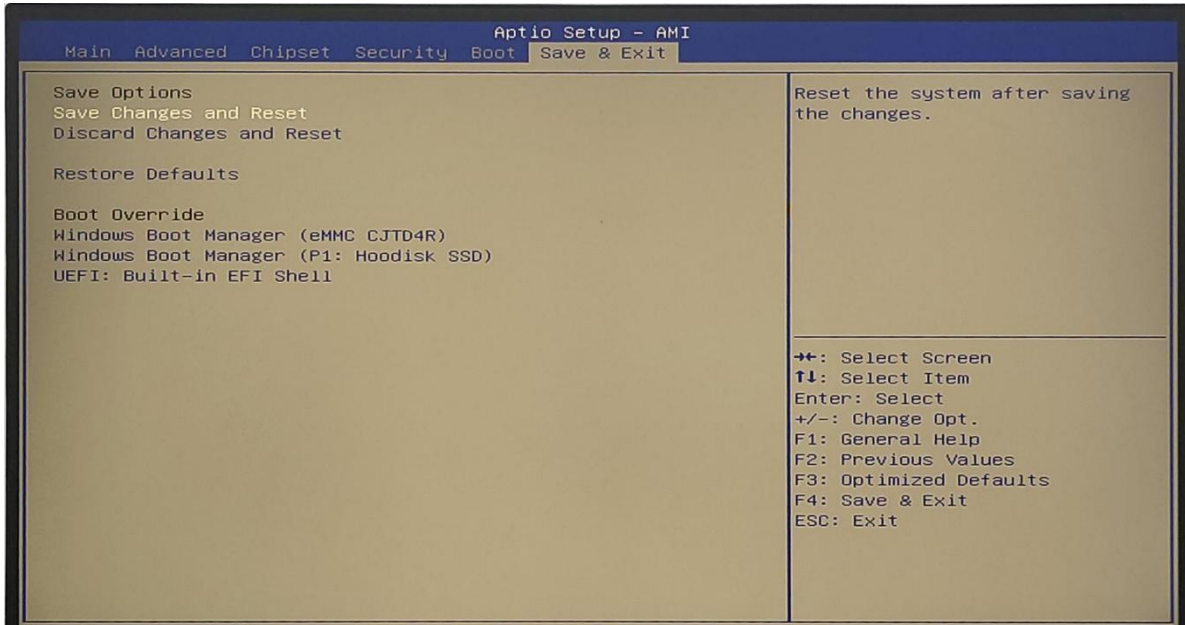 Aptio Setup – AMI
Main Advanced Chipset Security Boot Save & Exit
Save Options
Save Changes and Reset
Discard Changes and Reset
Restore Defaults
Boot Override
Windows Boot Manager (eMMC CJTD4R)
Windows Boot Manager (P1: Hoodisk SSD)
UEFI: Built-in EFI Shell
Reset the system after saving
the changes.
→←: Select Screen
↑↓: Select Item
Enter: Select
+/-: Change Opt.
F1: General Help
F2: Previous Values
F3: Optimized Defaults
F4: Save & Exit
ESC: Exit